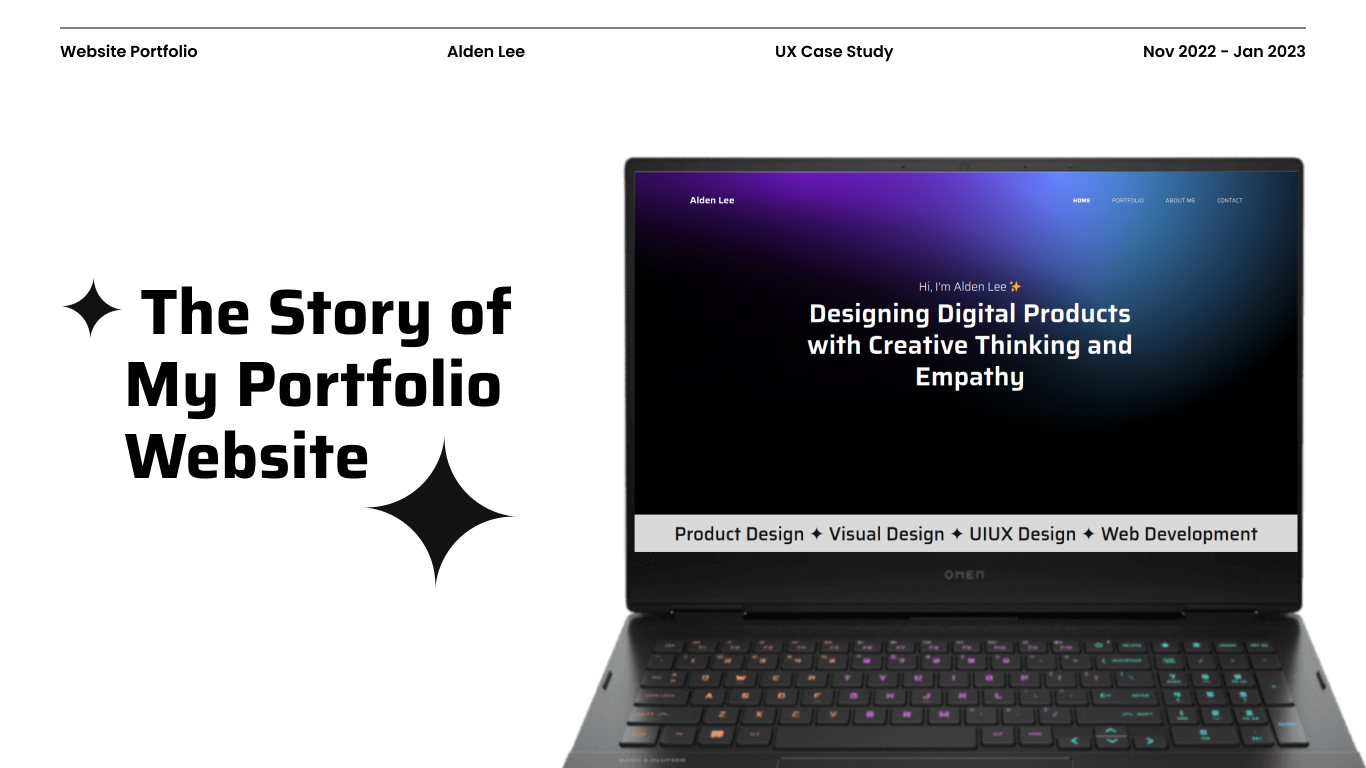 Website Portfolio
Alden Lee
UX Case Study
Nov 2022 - Jan 2023
The Story of
My Portfolio
Website
Alden Lee
HOME
PORTFOLIO
ABOUT ME
CONTACT
Hi, I'm Alden Lee ✨
Designing Digital Products
with Creative Thinking and
Empathy
Product Design ✦ Visual Design ✦ UIUX Design ✦ Web Development
OMEN